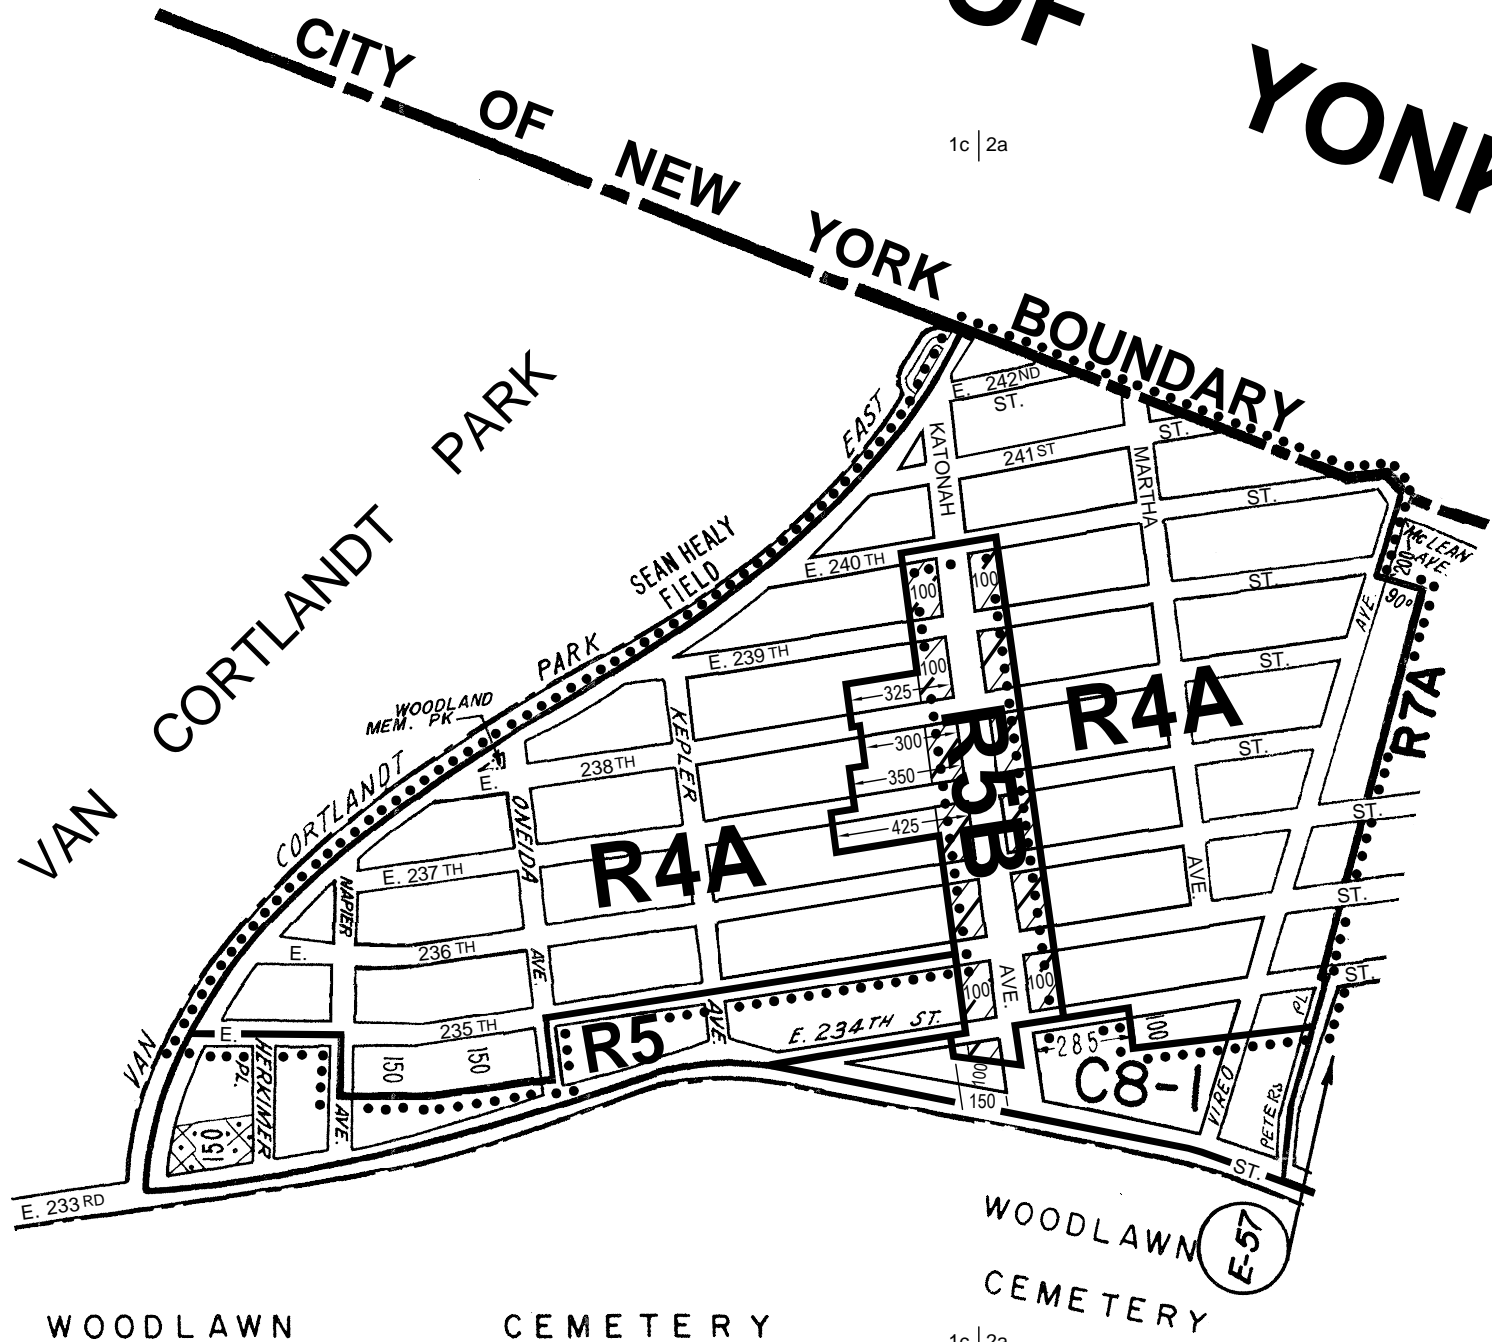 OF
YONK
CITY OF NEW YORK BOUNDARY
1c | 2a
VAN CORTLANDT PARK
E. 242ND
ST.
EAST
KATONAH
241ST
ST.
MARTHA
ST.
McLEAN
AVE.
200
90°
SEAN HEALY
FIELD
E. 240TH
ST.
100
100
AVE.
PARK
E. 239TH
100
ST.
WOODLAND
MEM. PK
325
R4A
R7A
KEPLER
300
R5B
ST.
CORTLANDT
238TH
E.
350
ONEIDA
425
ST.
R4A
E. 237TH
NAPIER
AVE.
ST.
E.
236TH
AVE.
AVE.
100
100
ST.
PL.
VAN
E.
235TH
AVE.
R5
E. 234TH ST.
285
100
C8-1
HERKIMER
PL.
150
150
100
150
VIREO
PETERS
AVE.
150
ST.
E. 233RD
WOODLAWN
CEMETERY
E-57
WOODLAWN CEMETERY
1c | 2a